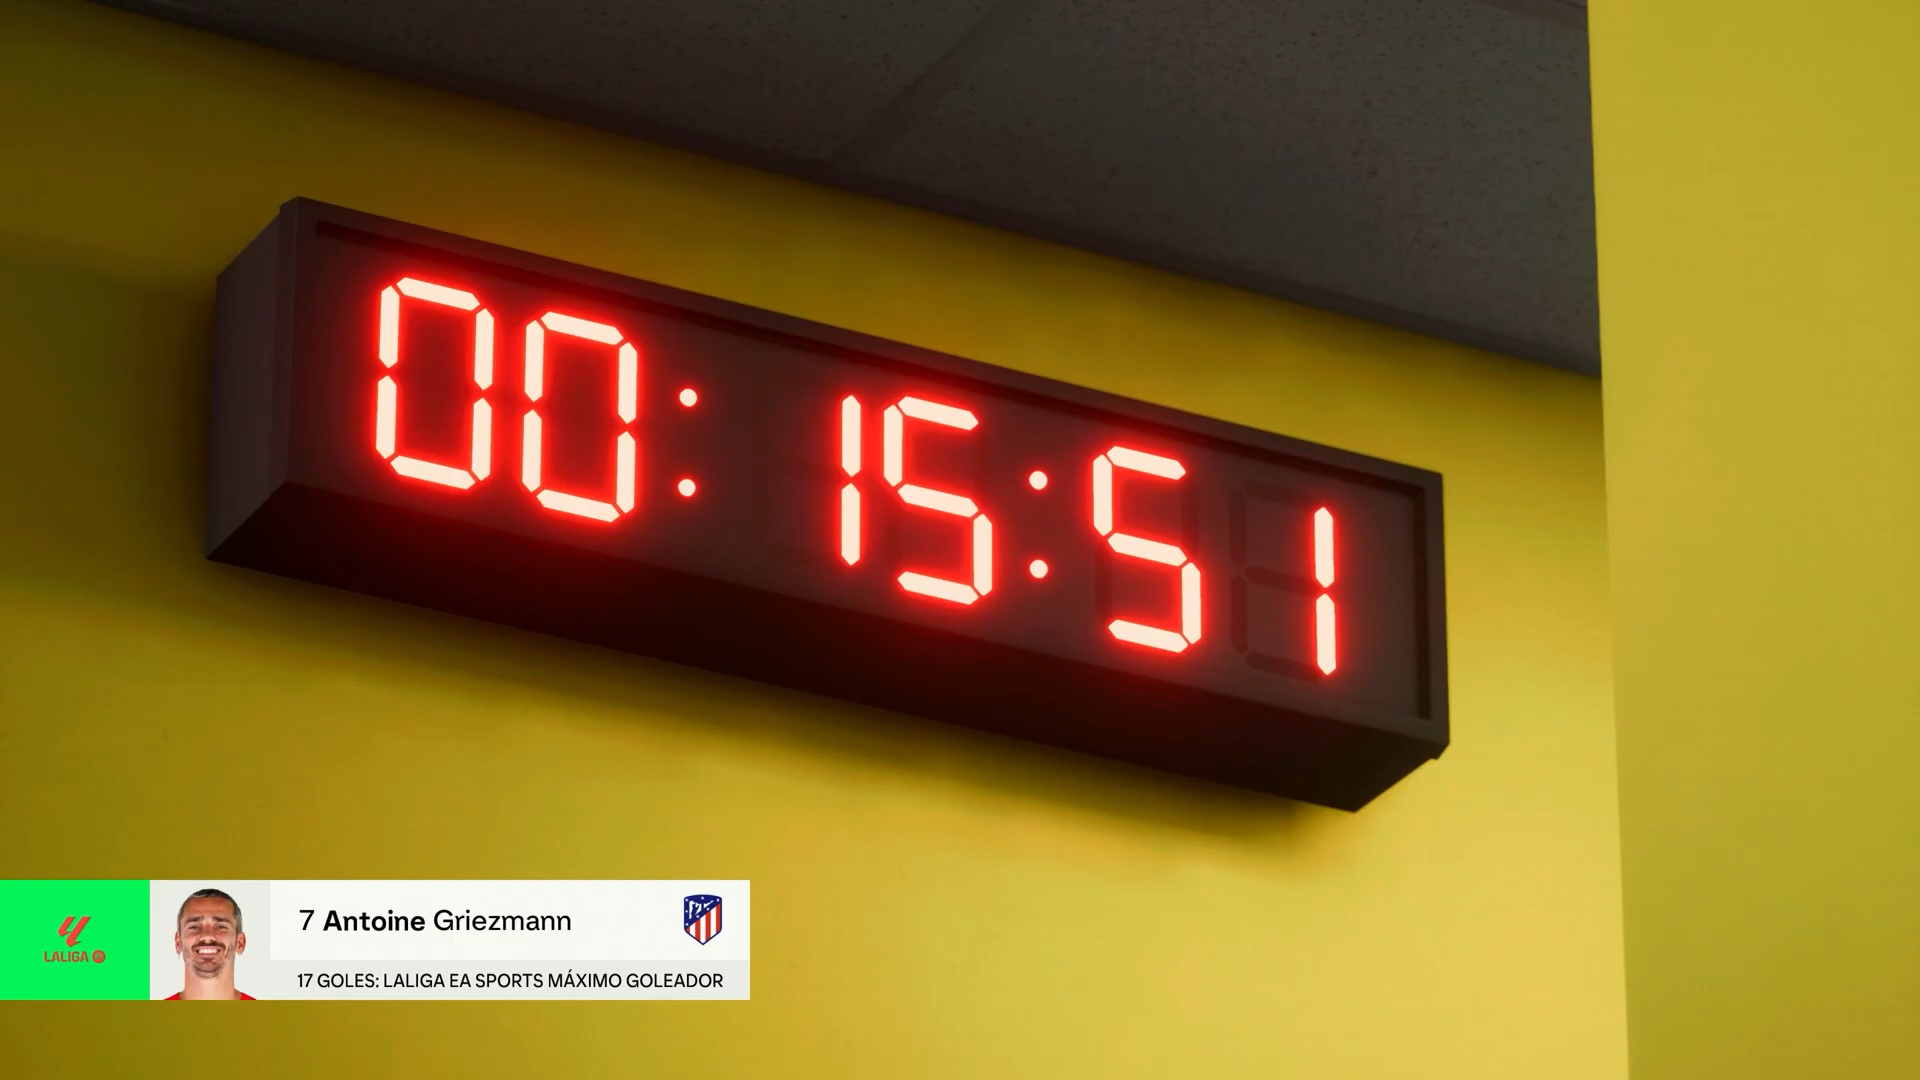 00:15:51
LALIGA
7 Antoine Griezmann
17 GOLES: LALIGA EA SPORTS MÁXIMO GOLEADOR